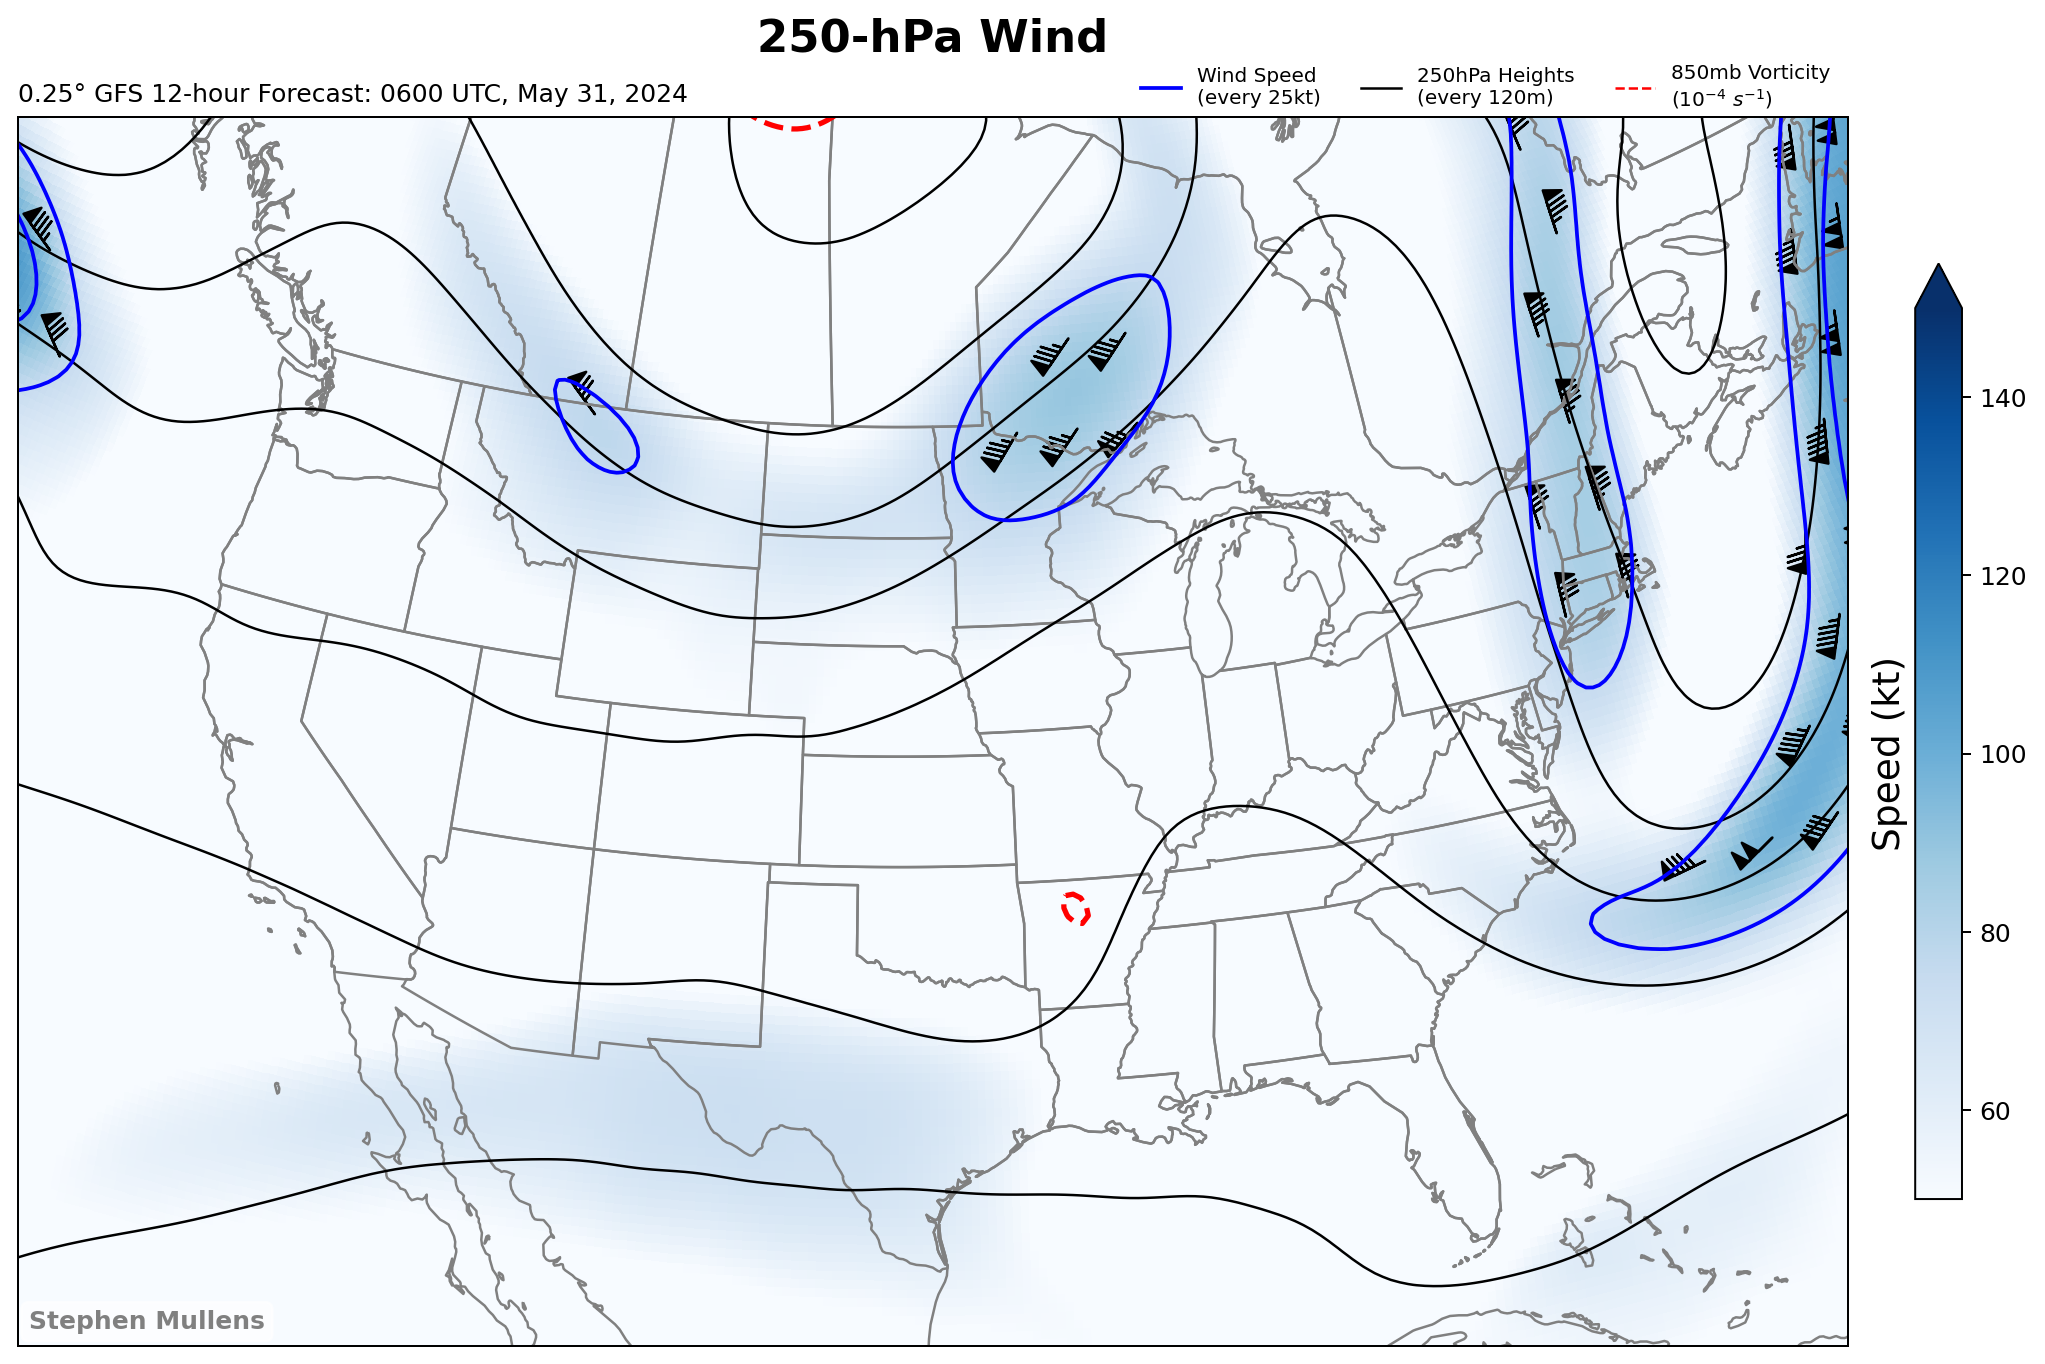 250-hPa Wind
0.25° GFS 12-hour Forecast: 0600 UTC, May 31, 2024
Wind Speed
(every 25kt)
250hPa Heights
(every 120m)
850mb Vorticity
(10⁻⁴ s⁻¹)
140
120
100
80
60
Speed (kt)
Stephen Mullens